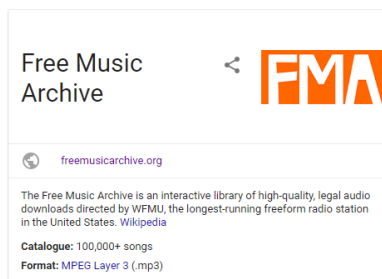 Free Music
Archive
FMA
freemusicarchive.org
The Free Music Archive is an interactive library of high-quality, legal audio
downloads directed by WFMU, the longest-running freeform radio station
in the United States. Wikipedia
Catalogue: 100,000+ songs
Format: MPEG Layer 3 (.mp3)